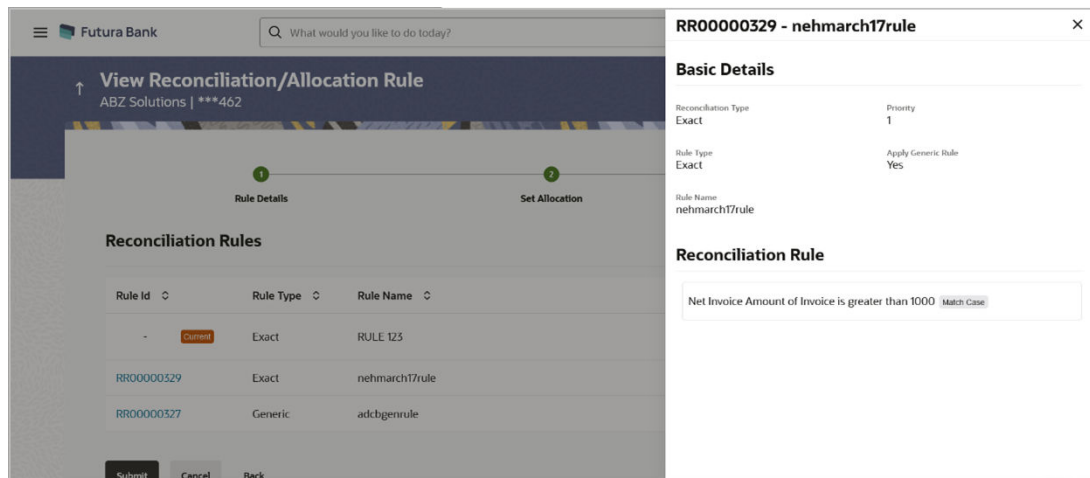 Futura Bank
What would you like to do today?
View Reconciliation/Allocation Rule
ABZ Solutions | ***462
1
2
Rule Details
Set Allocation
Reconciliation Rules
Rule Id
Rule Type
Rule Name
- Current Exact RULE 123
RR00000329 Exact nehmarch17rule
RR00000327 Generic adcbgenrule
Submit Cancel Back
RR00000329 - nehmarch17rule
Basic Details
Reconciliation Type Priority
Exact 1
Rule Type Apply Generic Rule
Exact Yes
Rule Name
nehmarch17rule
Reconciliation Rule
Net Invoice Amount of Invoice is greater than 1000 Match Case